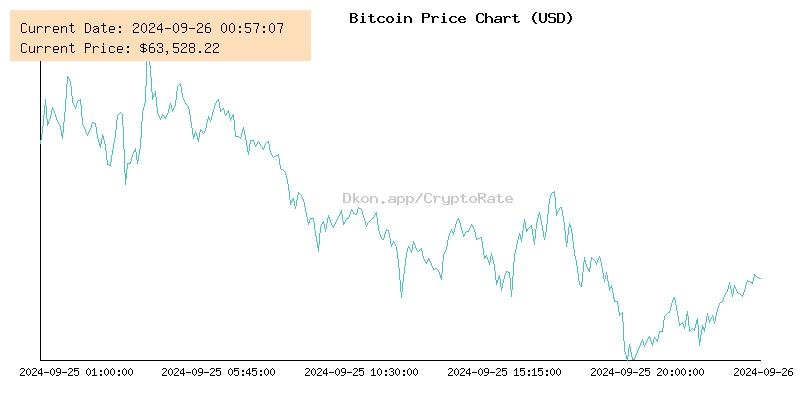 Bitcoin Price Chart (USD)
Current Date: 2024-09-26 00:57:07
Current Price: $63,528.22
Dkon.app/CryptoRate
2024-09-25 01:00:00 2024-09-25 05:45:00 2024-09-25 10:30:00 2024-09-25 15:15:00 2024-09-25 20:00:00 2024-09-26